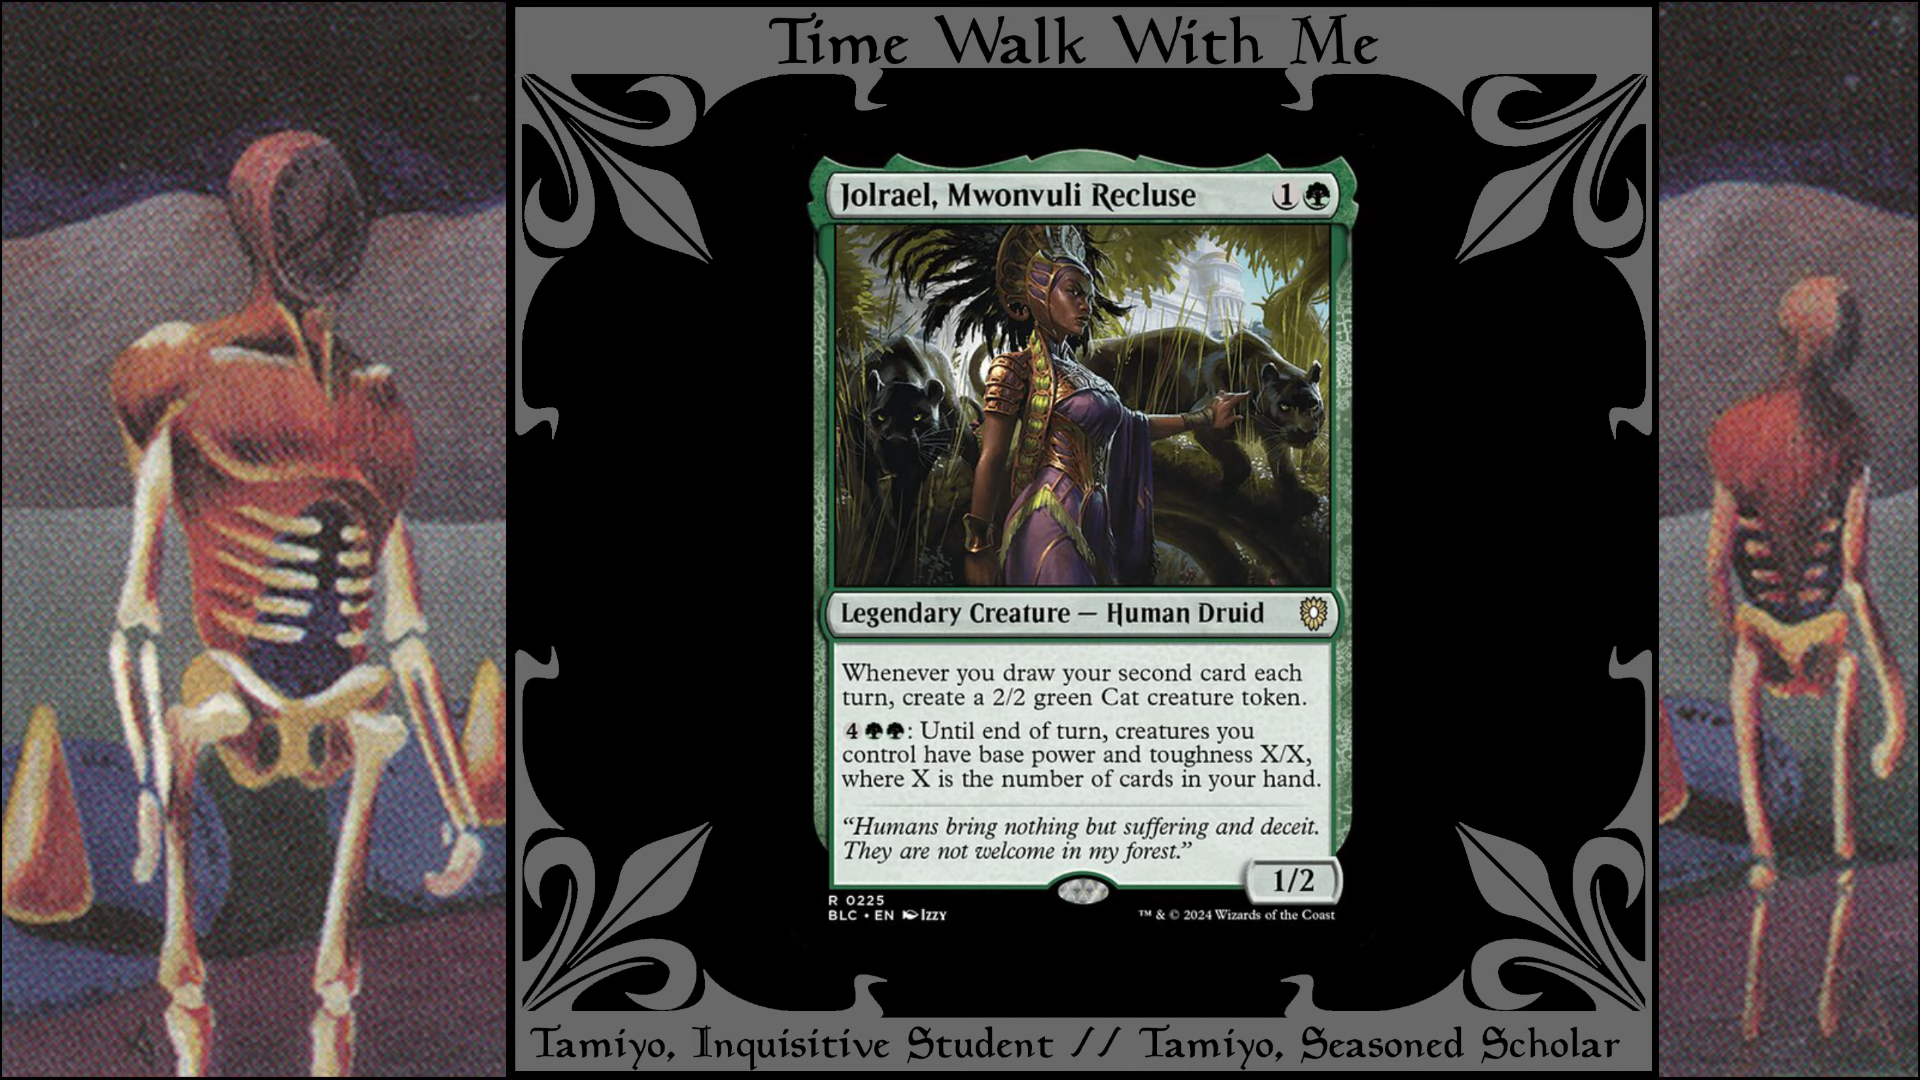 Time Walk With Me
Jolrael, Mwonvuli Recluse 1
Legendary Creature — Human Druid
Whenever you draw your second card each
turn, create a 2/2 green Cat creature token.
4 : Until end of turn, creatures you
control have base power and toughness X/X,
where X is the number of cards in your hand.
“Humans bring nothing but suffering and deceit.
They are not welcome in my forest.”
1/2
R 0225
BLC • EN Izzy
™ & © 2024 Wizards of the Coast
Tamiyo, Inquisitive Student // Tamiyo, Seasoned Scholar